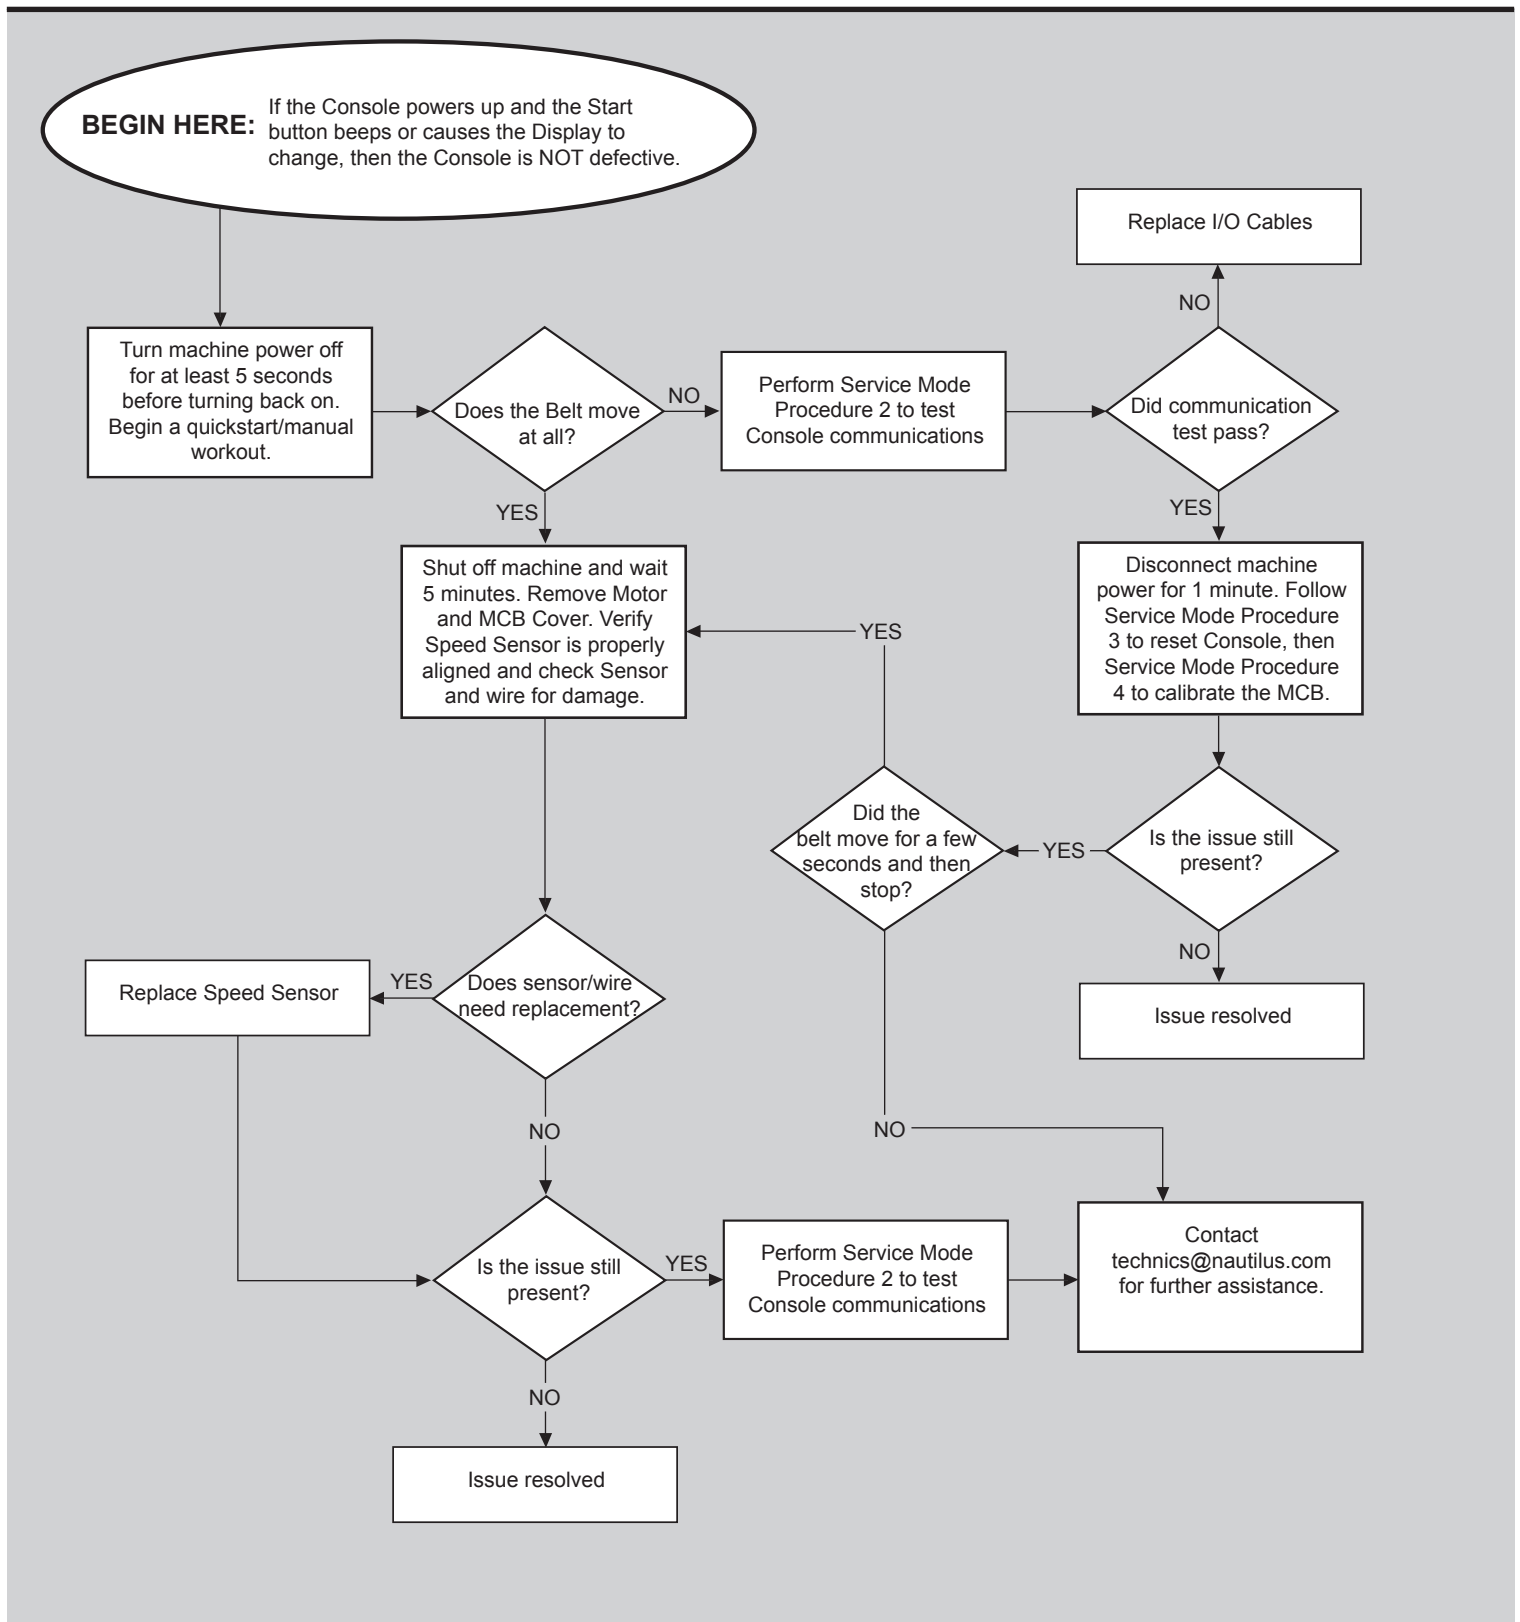 BEGIN HERE:
If the Console powers up and the Start
button beeps or causes the Display to
change, then the Console is NOT defective.
Replace I/O Cables
NO
Turn machine power off
for at least 5 seconds
before turning back on.
Begin a quickstart/manual
workout.
Does the Belt move
at all?
NO
Perform Service Mode
Procedure 2 to test
Console communications
Did communication
test pass?
YES
YES
Shut off machine and wait
5 minutes. Remove Motor
and MCB Cover. Verify
Speed Sensor is properly
aligned and check Sensor
and wire for damage.
YES
Disconnect machine
power for 1 minute. Follow
Service Mode Procedure
3 to reset Console, then
Service Mode Procedure
4 to calibrate the MCB.
Did the
belt move for a few
seconds and then
stop?
YES
Is the issue still
present?
NO
Issue resolved
Replace Speed Sensor
YES
Does sensor/wire
need replacement?
NO
NO
Is the issue still
present?
YES
Perform Service Mode
Procedure 2 to test
Console communications
Contact
technics@nautilus.com
for further assistance.
NO
Issue resolved